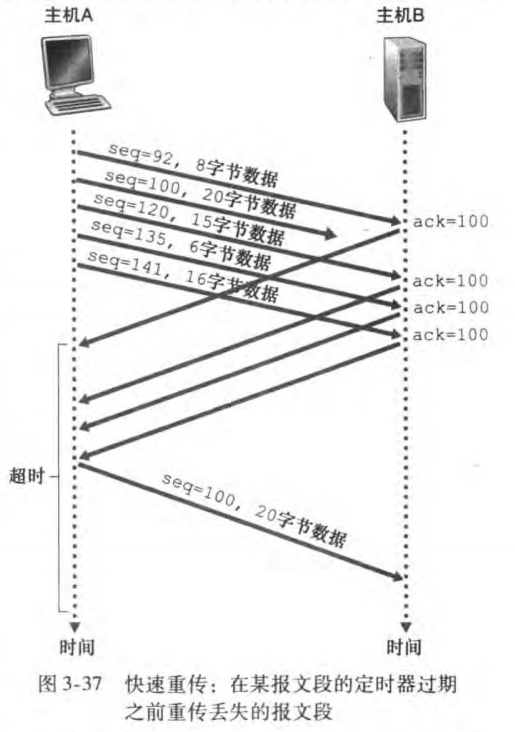 主机A
主机B
seq=92, 8字节数据
seq=100, 20字节数据
seq=120, 15字节数据
seq=135, 6字节数据
seq=141, 16字节数据
ack=100
ack=100
ack=100
ack=100
超时
seq=100, 20字节数据
时间
时间
图 3-37 快速重传：在某报文段的定时器过期
之前重传丢失的报文段